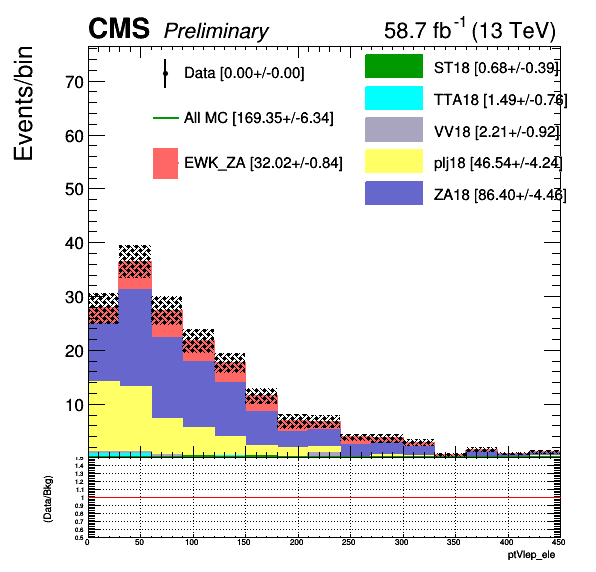 CMS Preliminary 58.7 fb-1 (13 TeV)
Events/bin
70
60
50
40
30
20
10
Data [0.00+/-0.00]
All MC [169.35+/-6.34]
EWK_ZA [32.02+/-0.84]
ST18 [0.68+/-0.39]
TTA18 [1.49+/-0.76]
VV18 [2.21+/-0.92]
plj18 [46.54+/-4.24]
ZA18 [86.40+/-4.46]
(Data/Bkg)
1.5
1.4
1.3
1.2
1.1
1
0.9
0.8
0.7
0.6
0.5
0 50 100 150 200 250 300 350 400 450
ptVlep_ele